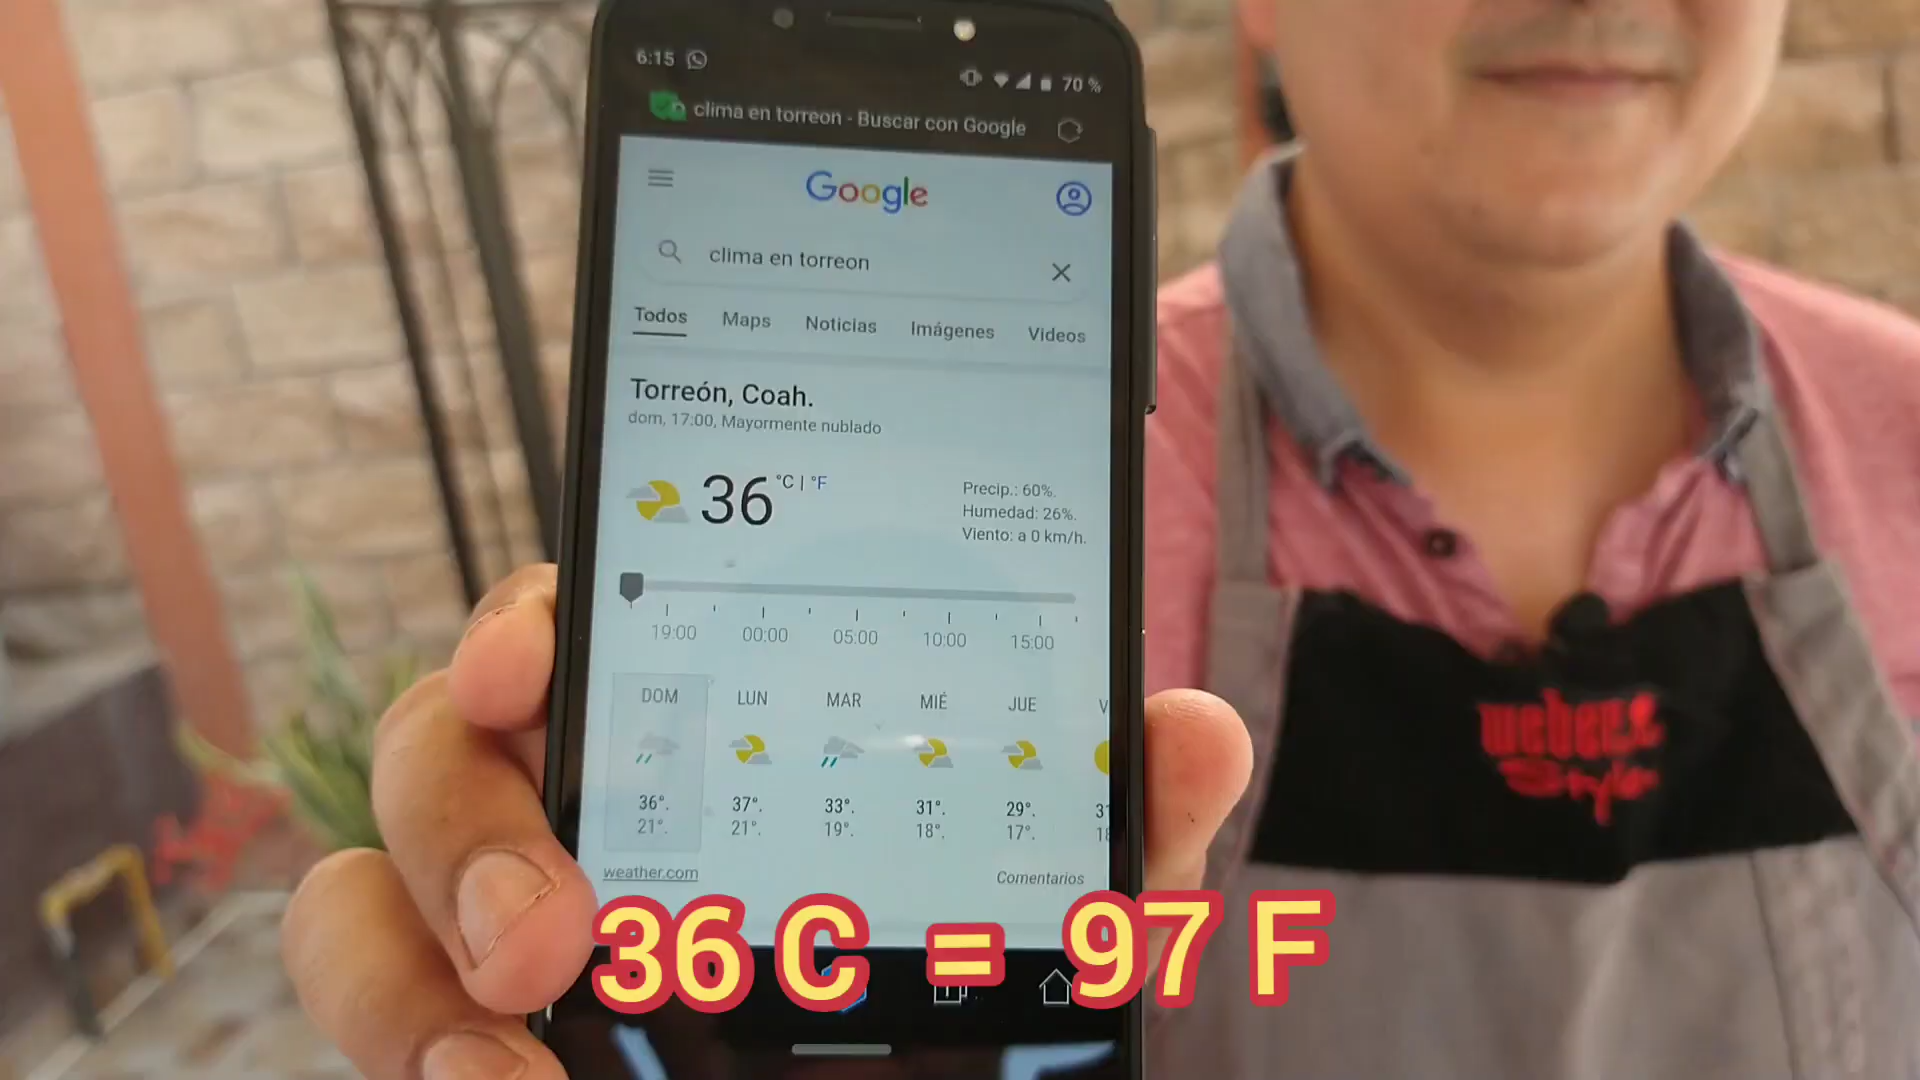 6:15
70 %
clima en torreon - Buscar con Google
Google
clima en torreon
Todos Maps Noticias Imágenes Videos
Torreón, Coah.
dom, 17:00, Mayormente nublado
36 °C | °F
Precip.: 60%.
Humedad: 26%.
Viento: a 0 km/h.
19:00 00:00 05:00 10:00 15:00
DOM LUN MAR MIÉ JUE V
36°. 37°. 33°. 31°. 29°. 31
21°. 21°. 19°. 18°. 17°. 18
weather.com
Comentarios
36 C = 97 F
Style